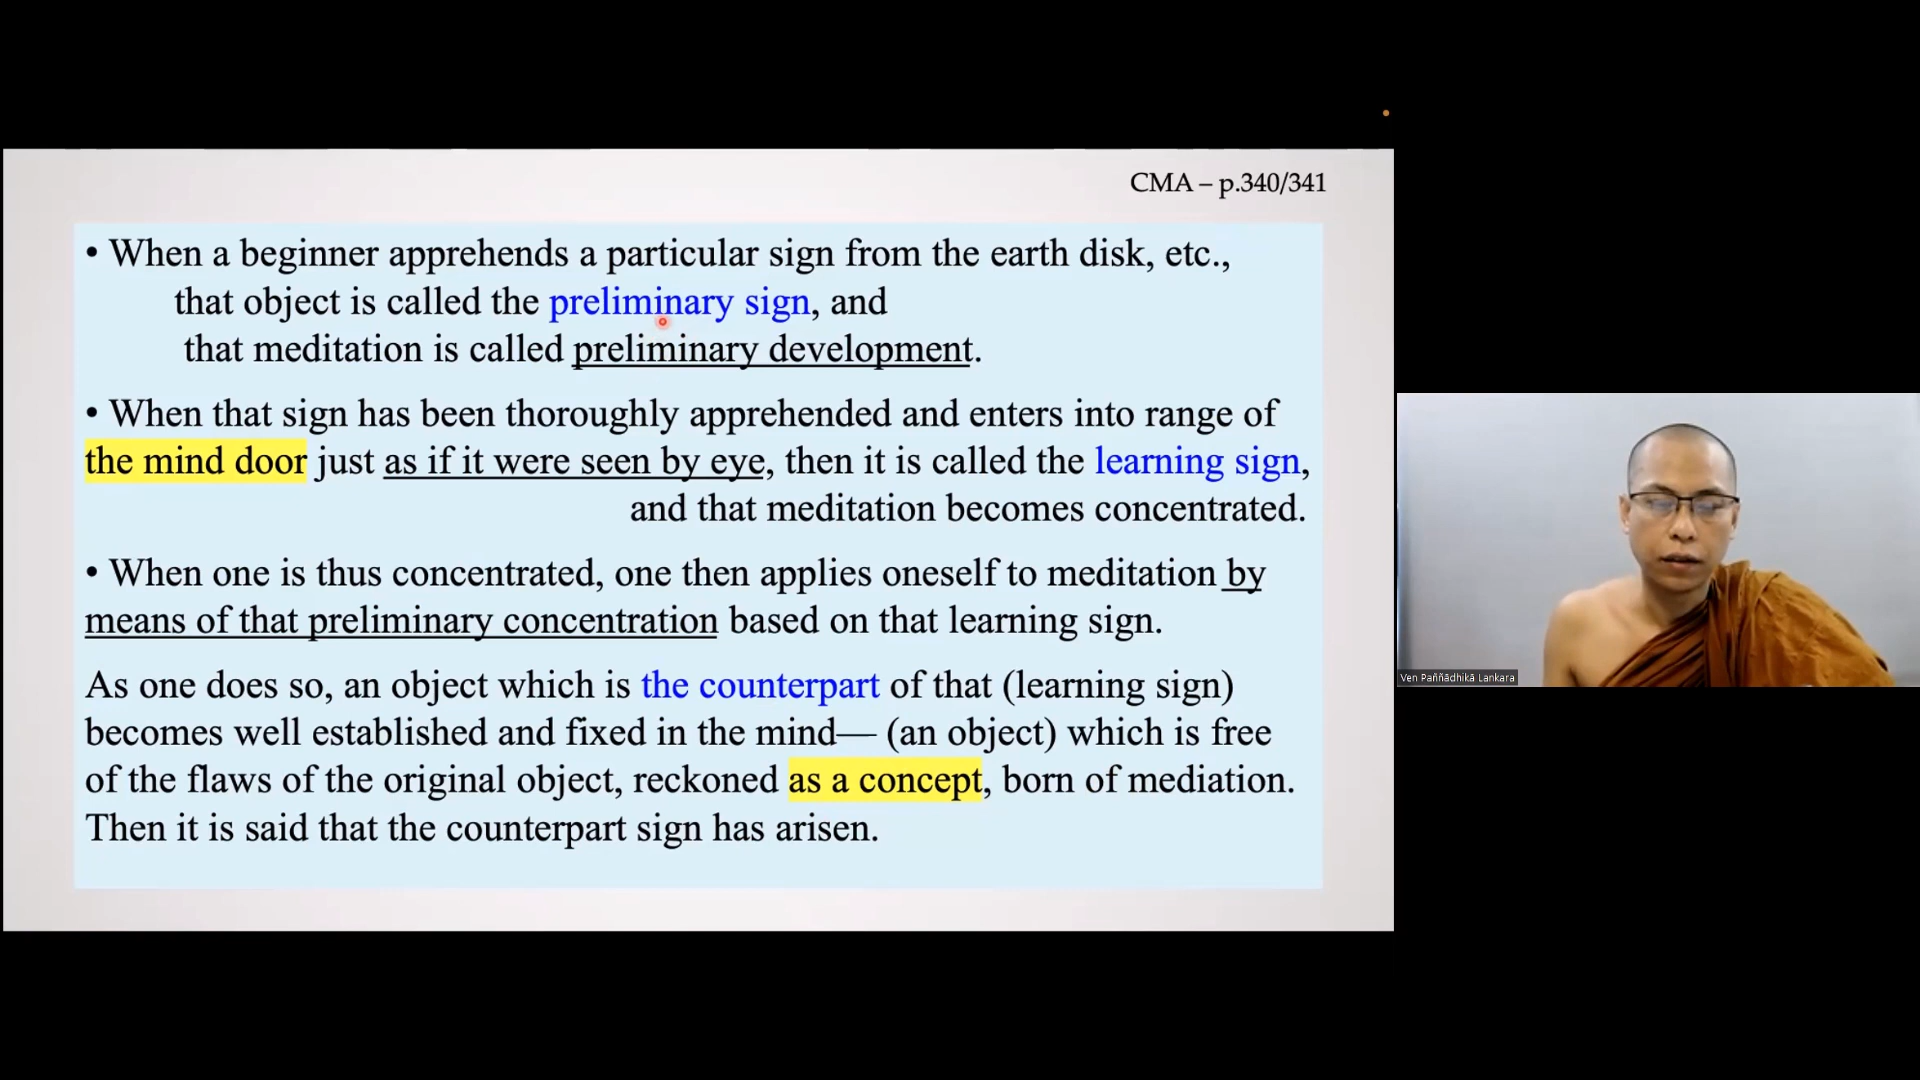 CMA – p.340/341
• When a beginner apprehends a particular sign from the earth disk, etc.,
that object is called the preliminary sign, and
that meditation is called preliminary development.
• When that sign has been thoroughly apprehended and enters into range of
the mind door just as if it were seen by eye, then it is called the learning sign,
and that meditation becomes concentrated.
• When one is thus concentrated, one then applies oneself to meditation by
means of that preliminary concentration based on that learning sign.
As one does so, an object which is the counterpart of that (learning sign)
becomes well established and fixed in the mind— (an object) which is free
of the flaws of the original object, reckoned as a concept, born of mediation.
Then it is said that the counterpart sign has arisen.
Ven Paññādhikā Lankara